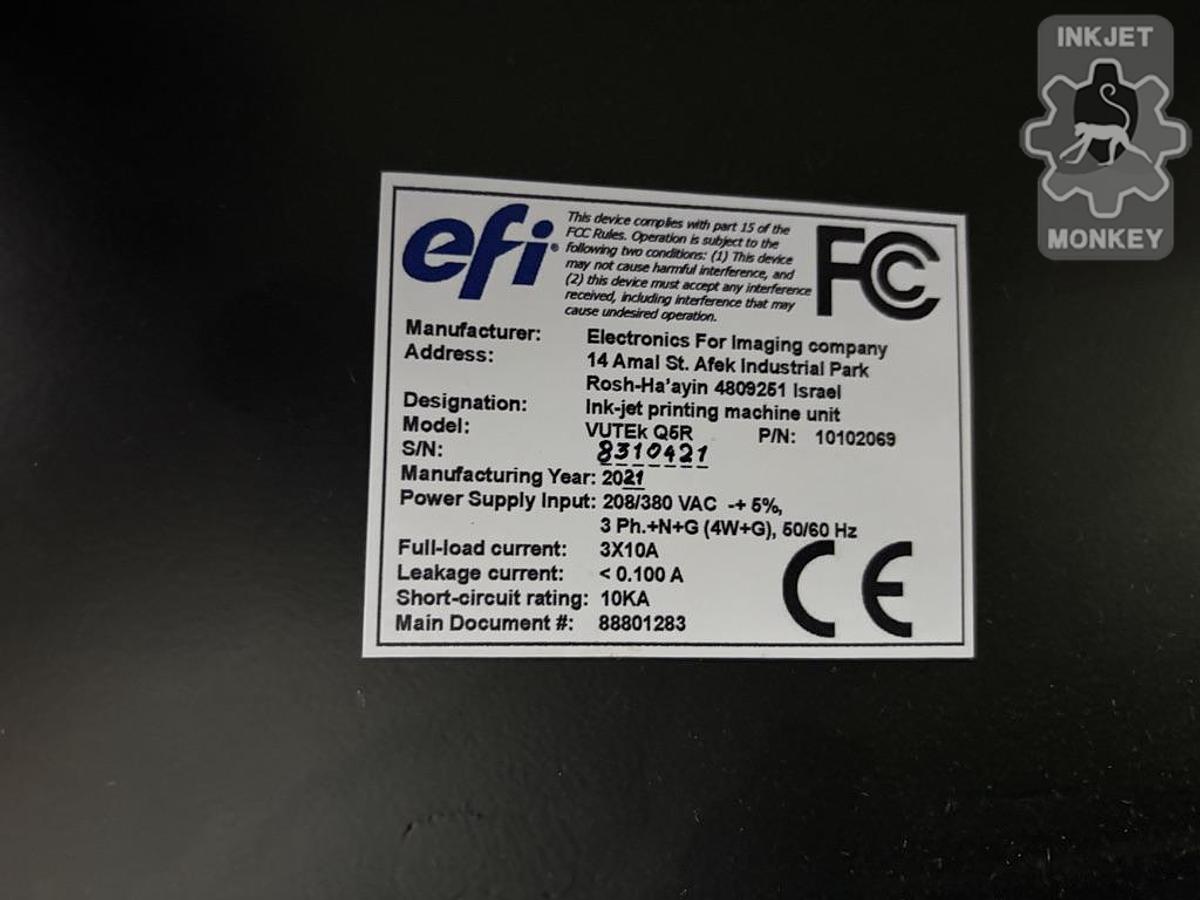 INKJET
MONKEY
efi®
This device complies with part 15 of the
FCC Rules. Operation is subject to the
following two conditions: (1) This device
may not cause harmful interference, and
(2) this device must accept any interference
received, including interference that may
cause undesired operation.
FCC
Manufacturer: Electronics For Imaging company
Address: 14 Amal St. Afek Industrial Park
Rosh-Ha'ayin 4809251 Israel
Designation: Ink-jet printing machine unit
Model: VUTEk Q5R P/N: 10102069
S/N: 8310421
Manufacturing Year: 2021
Power Supply Input: 208/380 VAC -+ 5%,
3 Ph.+N+G (4W+G), 50/60 Hz
Full-load current: 3X10A
Leakage current: < 0.100 A
Short-circuit rating: 10KA
Main Document #: 88801283
CE